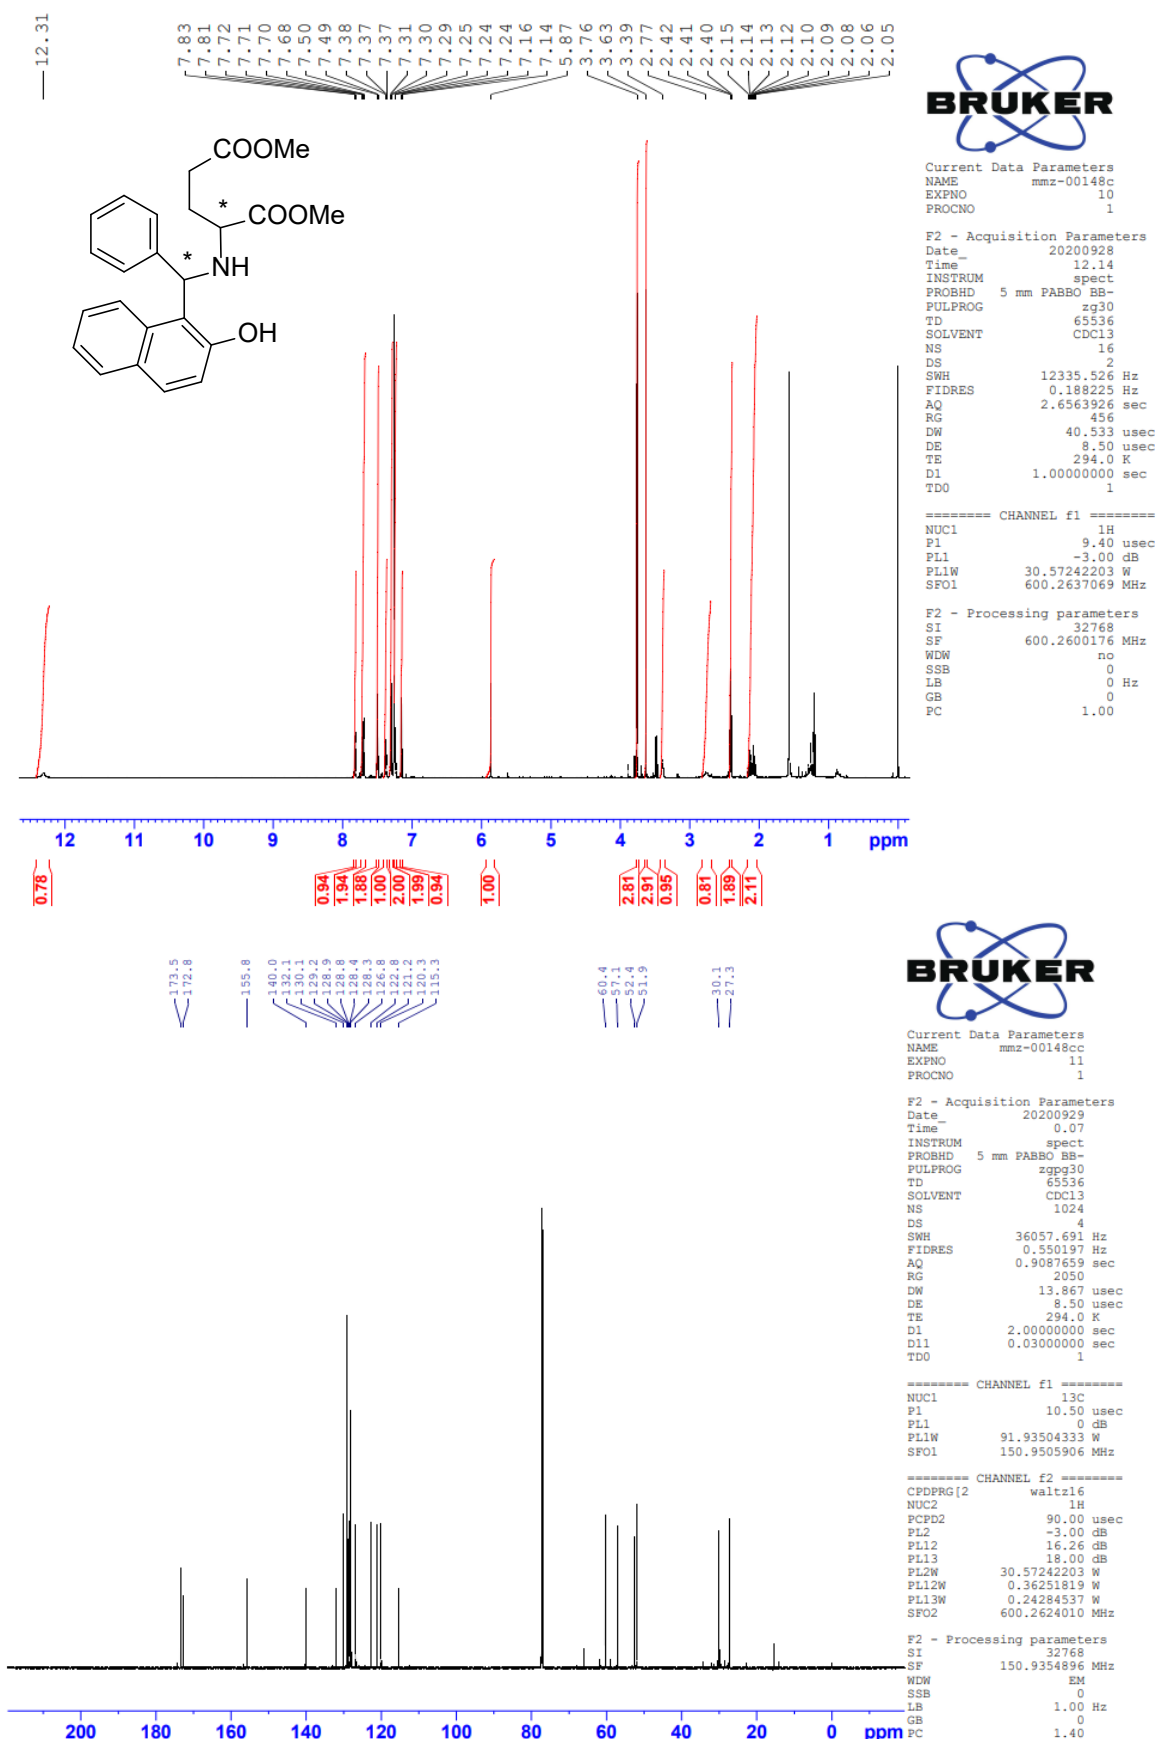 12.31
7.83
7.81
7.72
7.71
7.70
7.68
7.50
7.49
7.38
7.37
7.37
7.31
7.30
7.29
7.25
7.24
7.24
7.16
7.14
5.87
3.76
3.63
3.39
2.77
2.42
2.41
2.40
2.15
2.14
2.13
2.12
2.10
2.09
2.08
2.06
2.05
COOMe
* COOMe
* NH
OH
BRUKER
Current Data Parameters
NAME mmz-00148c
EXPNO 10
PROCNO 1
F2 - Acquisition Parameters
Date_ 20200928
Time 12.14
INSTRUM spect
PROBHD 5 mm PABBO BB-
PULPROG zg30
TD 65536
SOLVENT CDCl3
NS 16
DS 2
SWH 12335.526 Hz
FIDRES 0.188225 Hz
AQ 2.6563926 sec
RG 456
DW 40.533 usec
DE 8.50 usec
TE 294.0 K
D1 1.00000000 sec
TD0 1
======== CHANNEL f1 ========
NUC1 1H
P1 9.40 usec
PL1 -3.00 dB
PL1W 30.57242203 W
SFO1 600.2637069 MHz
F2 - Processing parameters
SI 32768
SF 600.2600176 MHz
WDW no
SSB 0
LB 0 Hz
GB 0
PC 1.00
12 11 10 9 8 7 6 5 4 3 2 1 ppm
0.78
0.94
1.94
1.88
1.00
2.00
1.99
0.94
1.00
2.81
2.91
0.95
0.81
1.89
2.11
173.5
172.8
155.8
140.0
132.1
130.1
129.2
128.9
128.8
128.4
128.3
126.8
122.8
121.2
120.3
115.3
60.4
57.1
52.4
51.9
30.1
27.3
BRUKER
Current Data Parameters
NAME mmz-00148cc
EXPNO 11
PROCNO 1
F2 - Acquisition Parameters
Date_ 20200929
Time 0.07
INSTRUM spect
PROBHD 5 mm PABBO BB-
PULPROG zgpg30
TD 65536
SOLVENT CDCl3
NS 1024
DS 4
SWH 36057.691 Hz
FIDRES 0.550197 Hz
AQ 0.9087659 sec
RG 2050
DW 13.867 usec
DE 8.50 usec
TE 294.0 K
D1 2.00000000 sec
D11 0.03000000 sec
TD0 1
======== CHANNEL f1 ========
NUC1 13C
P1 10.50 usec
PL1 0 dB
PL1W 91.93504333 W
SFO1 150.9505906 MHz
======== CHANNEL f2 ========
CPDPRG[2 waltz16
NUC2 1H
PCPD2 90.00 usec
PL2 -3.00 dB
PL12 16.26 dB
PL13 18.00 dB
PL2W 30.57242203 W
PL12W 0.36251819 W
PL13W 0.24284537 W
SFO2 600.2624010 MHz
F2 - Processing parameters
SI 32768
SF 150.9354896 MHz
WDW EM
SSB 0
LB 1.00 Hz
GB 0
PC 1.40
200 180 160 140 120 100 80 60 40 20 0 ppm